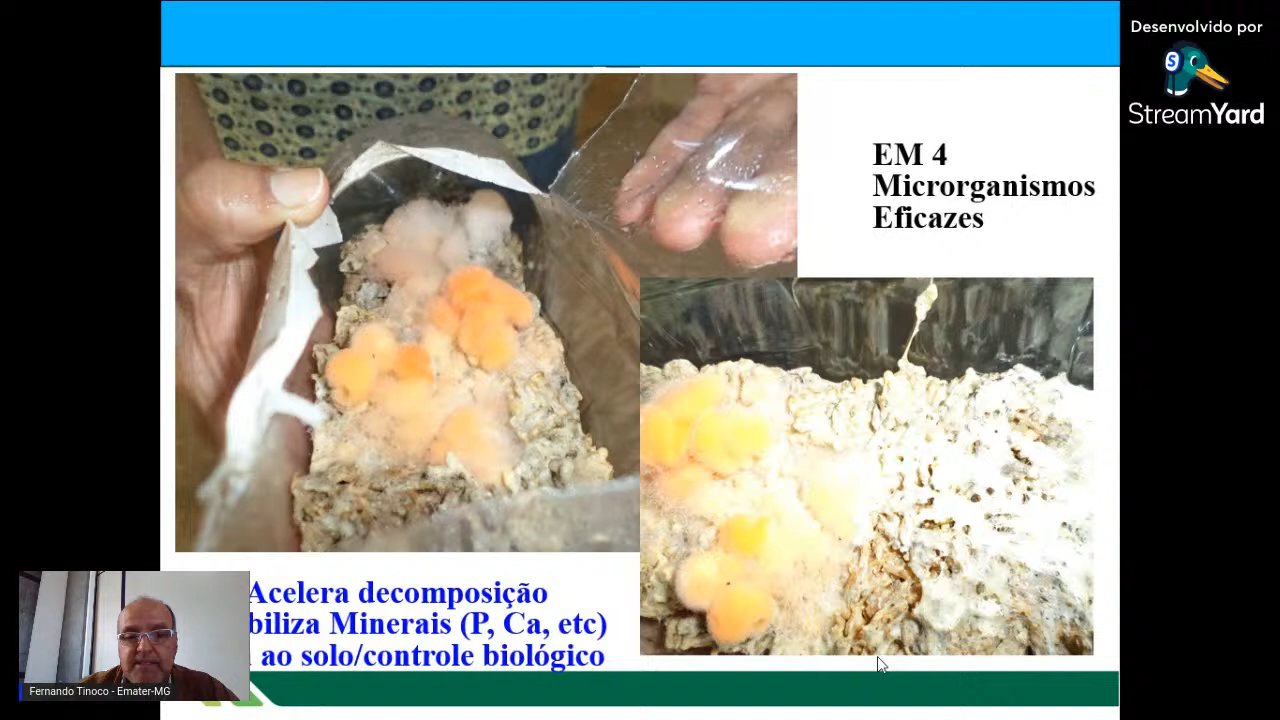 Desenvolvido por
StreamYard
EM 4
Microrganismos
Eficazes
Acelera decomposição
Minerais (P, Ca, etc)
ao solo/controle biológico
Fernando Tinoco - Emater-MG